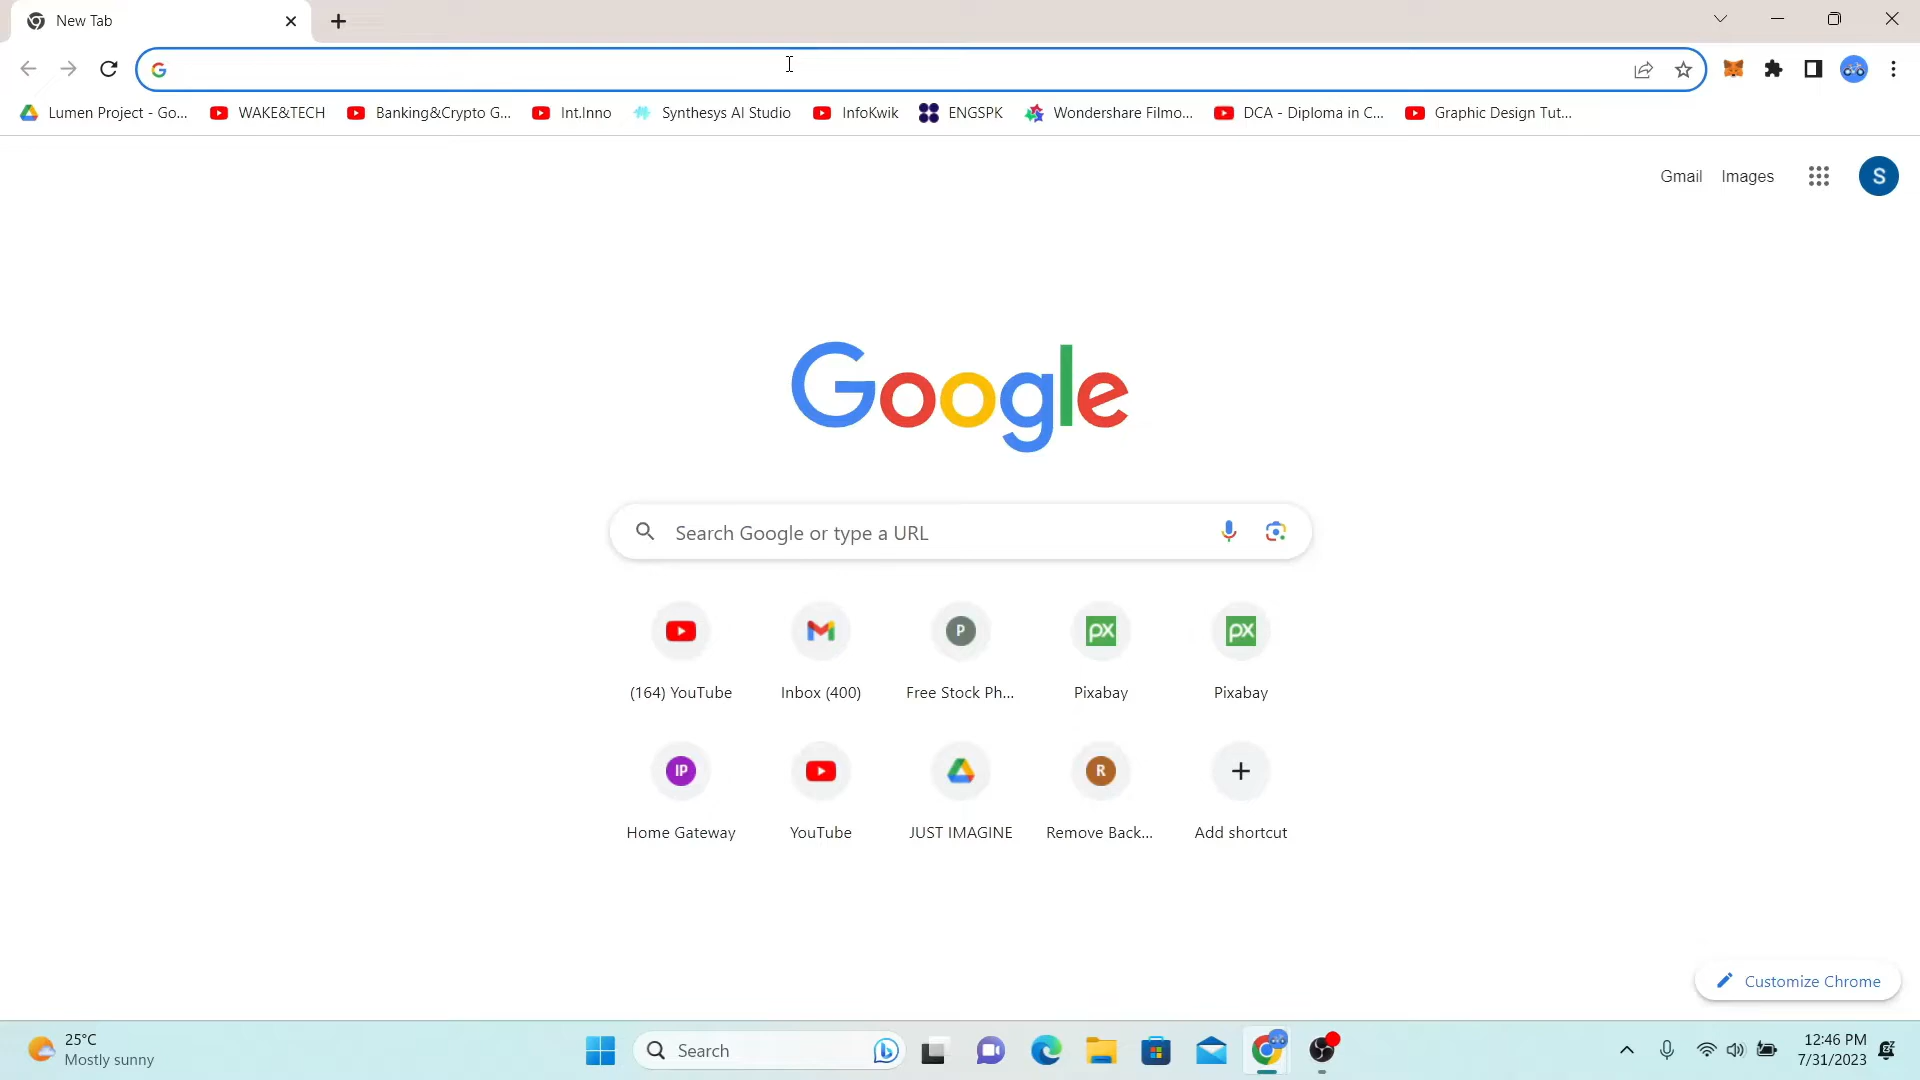 New Tab
Lumen Project - Go...
WAKE&TECH
Banking&Crypto G...
Int.Inno
Synthesys AI Studio
InfoKwik
ENGSPK
Wondershare Filmo...
DCA - Diploma in C...
Graphic Design Tut...
Gmail
Images
S
Google
Search Google or type a URL
(164) YouTube
Inbox (400)
P
Free Stock Ph...
px
Pixabay
px
Pixabay
IP
Home Gateway
YouTube
JUST IMAGINE
R
Remove Back...
Add shortcut
Customize Chrome
25°C
Mostly sunny
Search
12:46 PM
7/31/2023